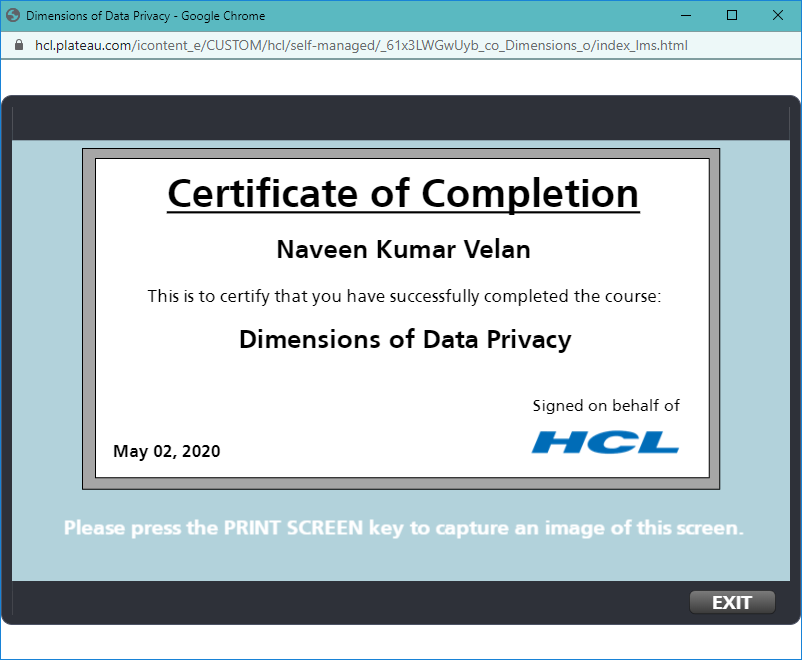 Dimensions of Data Privacy - Google Chrome
hcl.plateau.com/icontent_e/CUSTOM/hcl/self-managed/_61x3LWGwUyb_co_Dimensions_o/index_lms.html
Certificate of Completion
Naveen Kumar Velan
This is to certify that you have successfully completed the course:
Dimensions of Data Privacy
Signed on behalf of
HCL
May 02, 2020
Please press the PRINT SCREEN key to capture an image of this screen.
EXIT